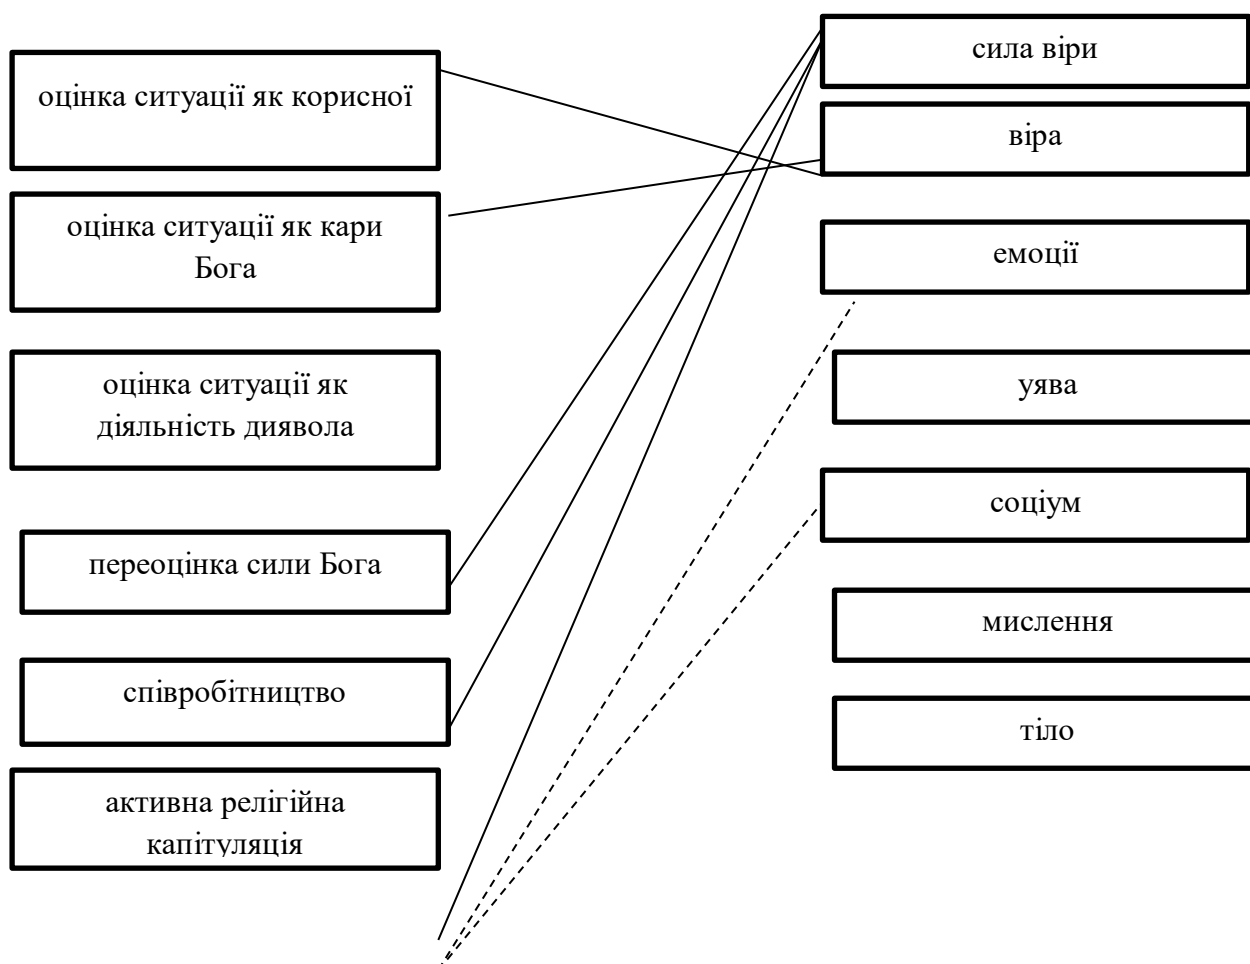 оцінка ситуації як корисної
оцінка ситуації як кари
Бога
оцінка ситуації як
діяльність диявола
переоцінка сили Бога
співробітництво
активна релігійна
капітуляція
сила віри
віра
емоції
уява
соціум
мислення
тіло